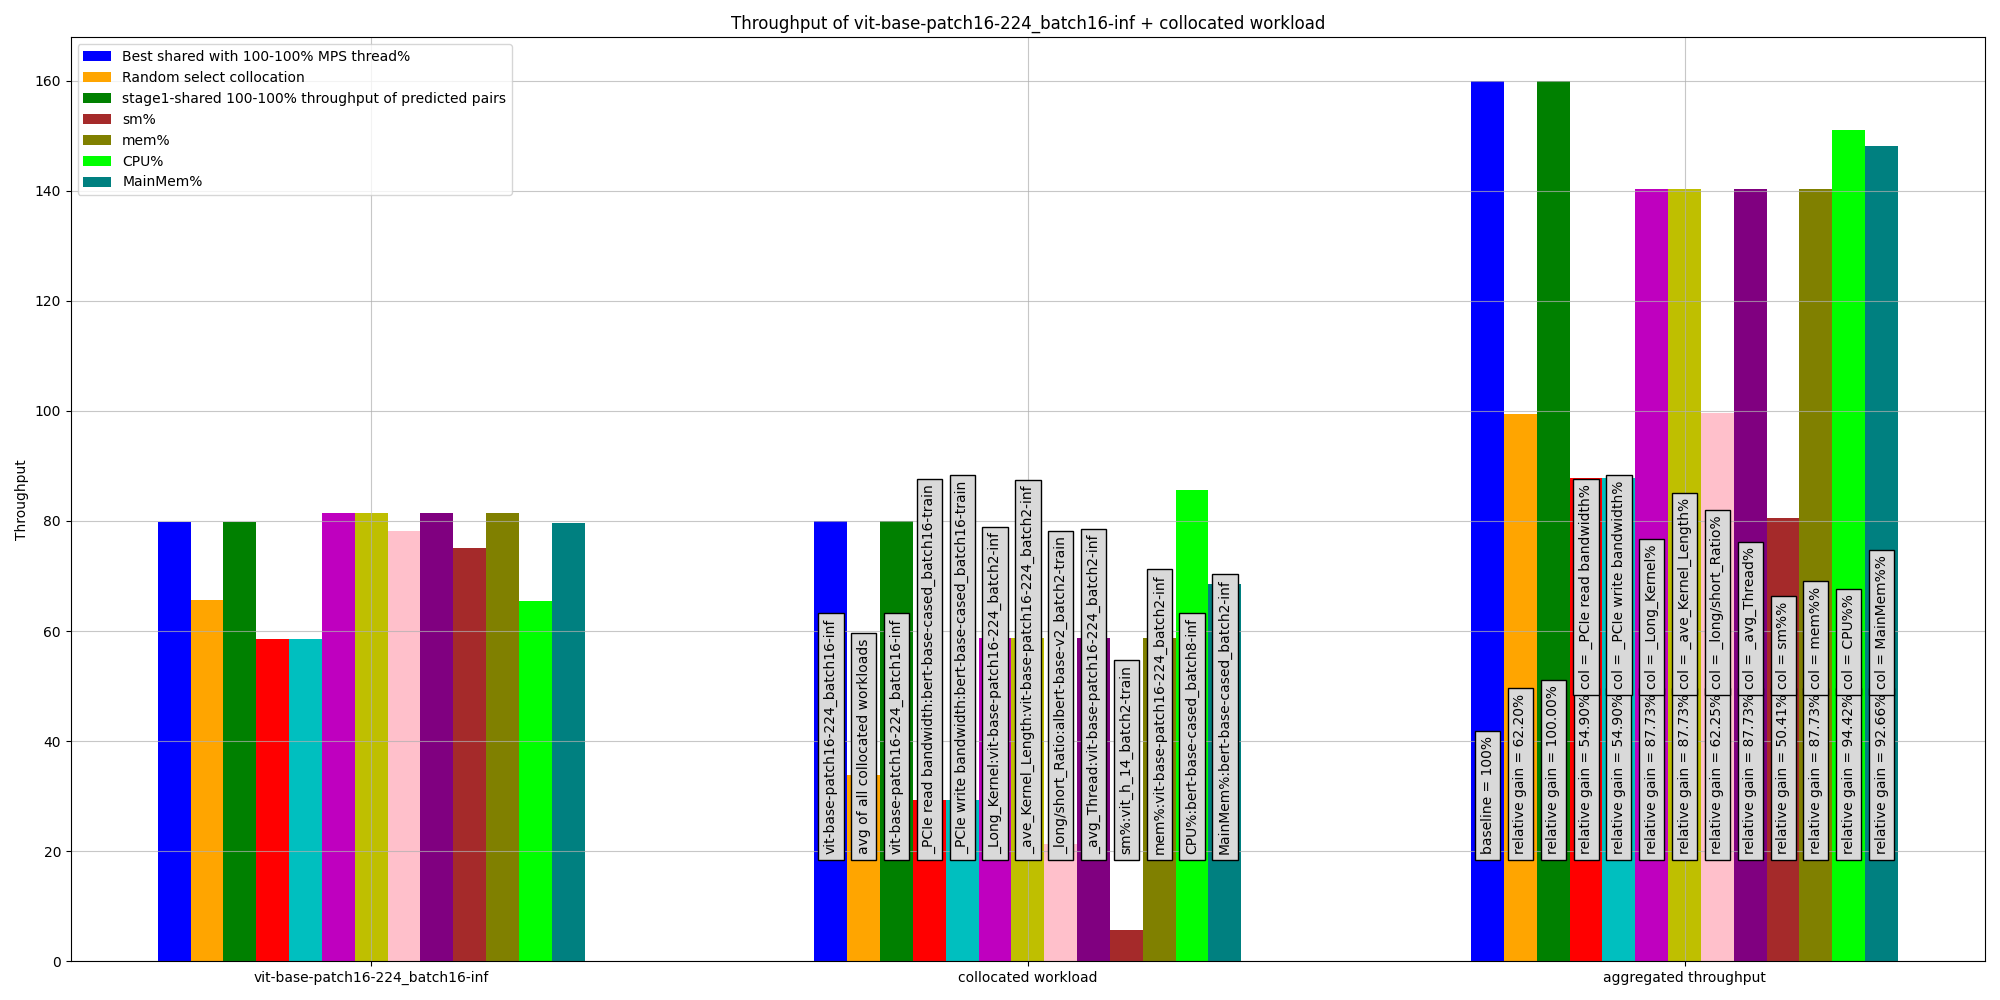 Throughput of vit-base-patch16-224_batch16-inf + collocated workload
Best shared with 100-100% MPS thread%
Random select collocation
stage1-shared 100-100% throughput of predicted pairs
sm%
mem%
CPU%
MainMem%
Throughput
160
140
120
100
80
60
40
20
0
vit-base-patch16-224_batch16-inf
avg of all collocated workloads
vit-base-patch16-224_batch16-inf
_PCIe read bandwidth:bert-base-cased_batch16-train
_PCIe write bandwidth:bert-base-cased_batch16-train
_Long_Kernel:vit-base-patch16-224_batch2-inf
_ave_Kernel_Length:vit-base-patch16-224_batch2-inf
_long/short_Ratio:albert-base-v2_batch2-train
_avg_Thread:vit-base-patch16-224_batch2-inf
sm%:vit_h_14_batch2-train
mem%:vit-base-patch16-224_batch2-inf
CPU%:bert-base-cased_batch8-inf
MainMem%:bert-base-cased_batch2-inf
baseline = 100%
relative gain = 62.20%
relative gain = 100.00%
relative gain = 54.90%
col = _PCIe read bandwidth%
relative gain = 54.90%
col = _PCIe write bandwidth%
relative gain = 87.73%
col = _Long_Kernel%
relative gain = 87.73%
col = _ave_Kernel_Length%
relative gain = 62.25%
col = _long/short_Ratio%
relative gain = 87.73%
col = _avg_Thread%
relative gain = 50.41%
col = sm%%
relative gain = 87.73%
col = mem%%
relative gain = 94.42%
col = CPU%%
relative gain = 92.66%
col = MainMem%%
vit-base-patch16-224_batch16-inf
collocated workload
aggregated throughput